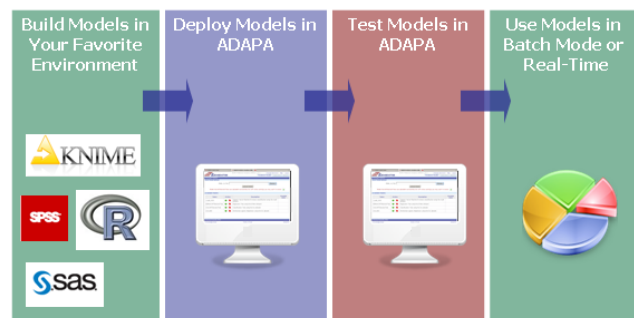 Build Models in
Your Favorite
Environment
Deploy Models in
ADAPA
Test Models in
ADAPA
Use Models in
Batch Mode or
Real-Time
KNIME
SPSS
R
sas